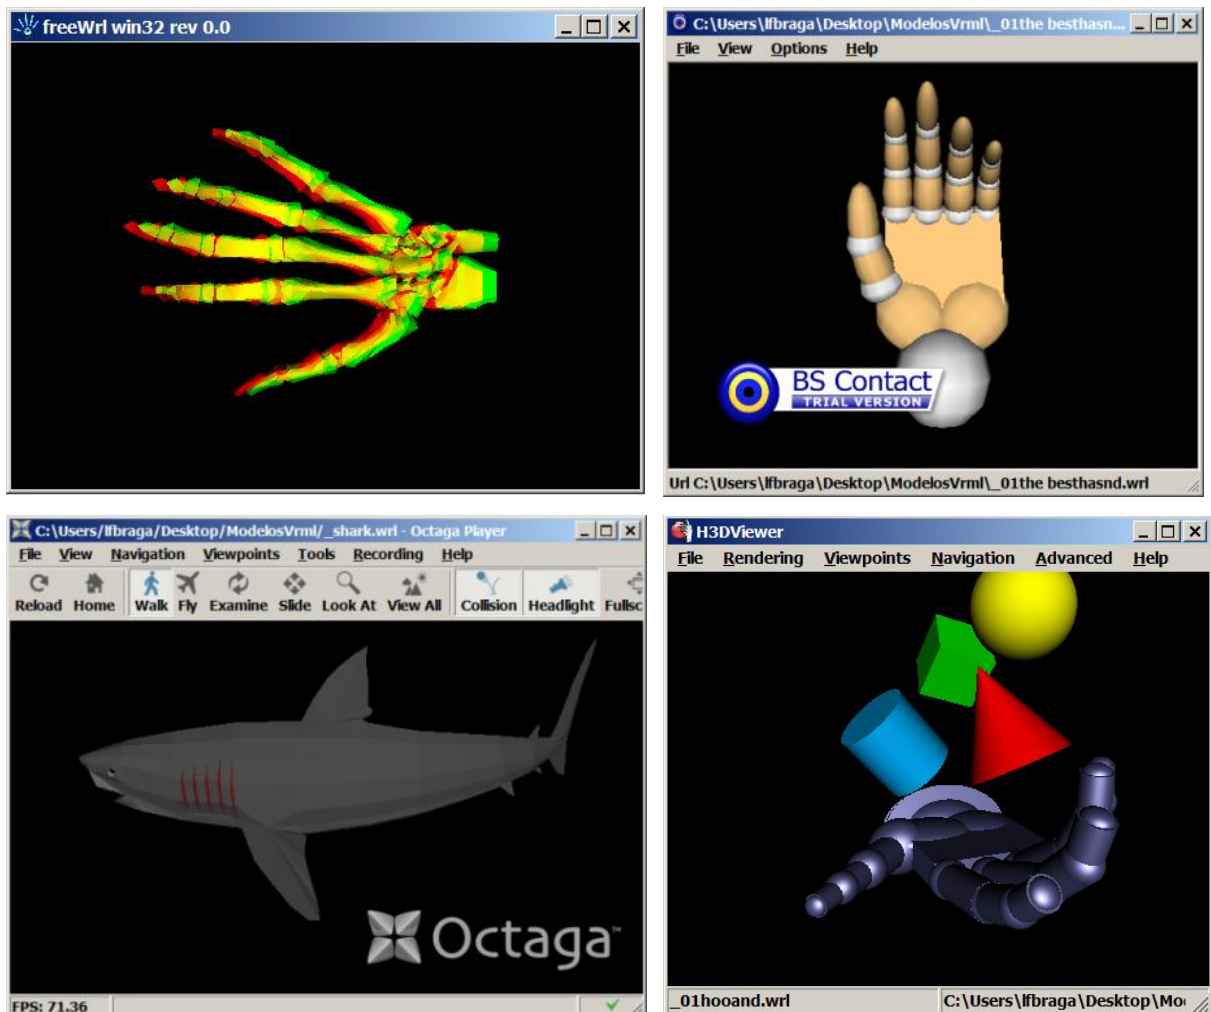 freeWrl win32 rev 0.0
C:\Users\lfbraga\Desktop\ModelosVrml\_01the besthasn...
File View Options Help
BS Contact
TRIAL VERSION
Url C:\Users\lfbraga\Desktop\ModelosVrml\_01the besthasnd.wrl
C:\Users/lfbraga/Desktop/ModelosVrml/_shark.wrl - Octaga Player
File View Navigation Viewpoints Tools Recording Help
Reload Home Walk Fly Examine Slide Look At View All Collision Headlight Fullsc
Octaga™
FPS: 71.36
H3DViewer
File Rendering Viewpoints Navigation Advanced Help
_01hooand.wrl C:\Users\lfbraga\Desktop\Mo